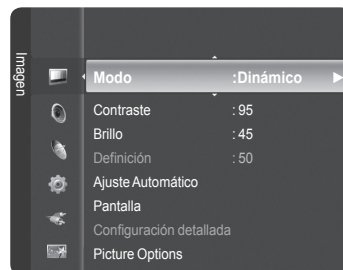 Imagen
Modo :Dinámico
Contraste : 95
Brillo : 45
Definición : 50
Ajuste Automático
Pantalla
Configuración detallada
Picture Options